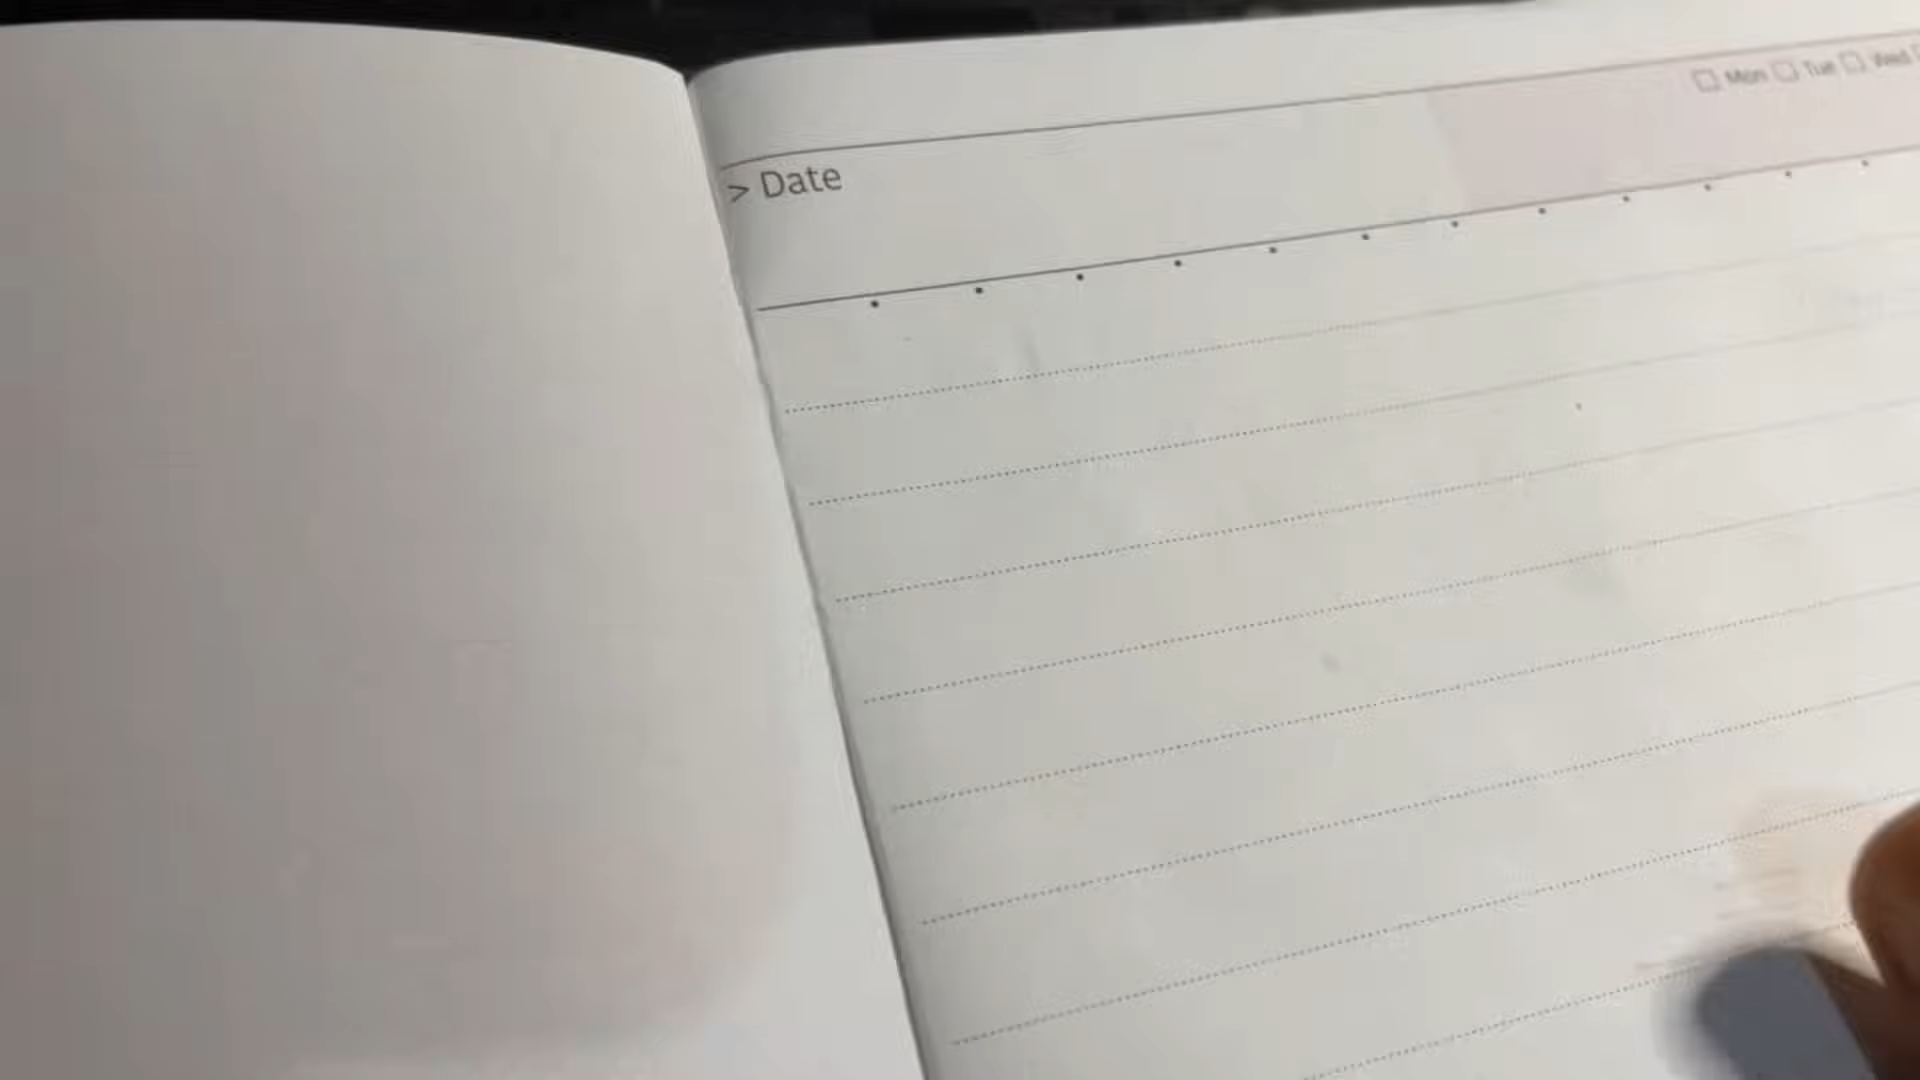 ☐ Mon ☐ Tue ☐ Wed
> Date